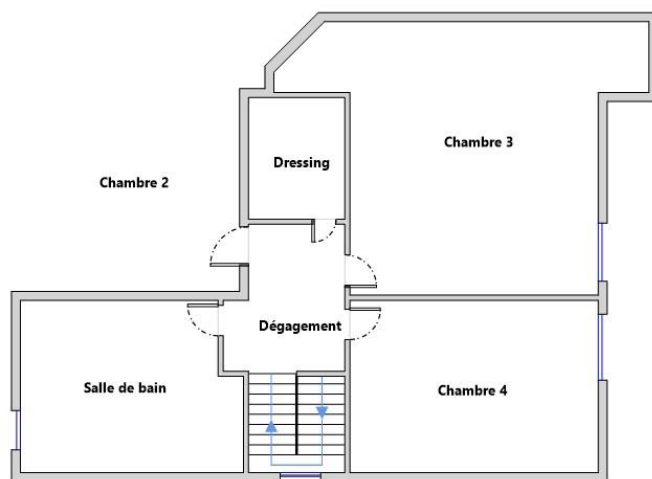 Chambre 3
Dressing
Chambre 2
Dégagement
Salle de bain
Chambre 4